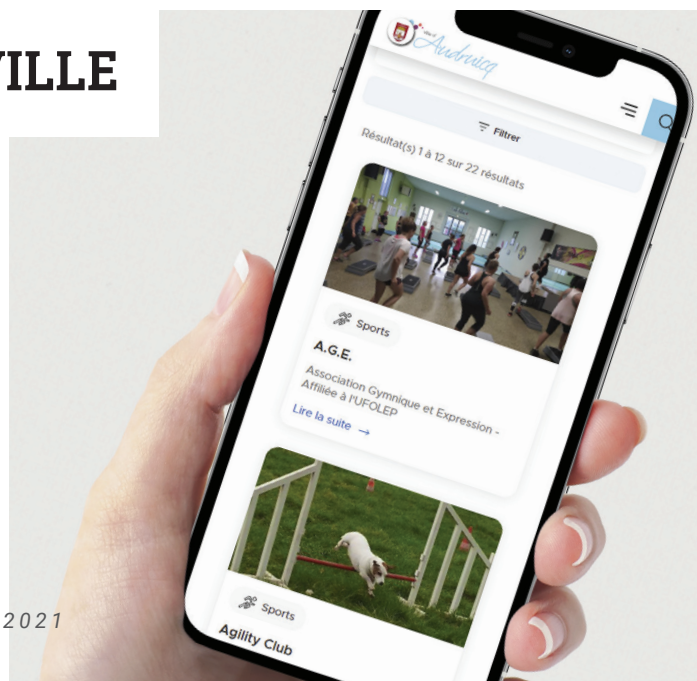 VILLE
Ville d'
Audruicq
Filtrer
Résultat(s) 1 à 12 sur 22 résultats
Sports
A.G.E.
Association Gymnique et Expression -
Affiliée à l'UFOLEP
Lire la suite →
Sports
Agility Club
2021